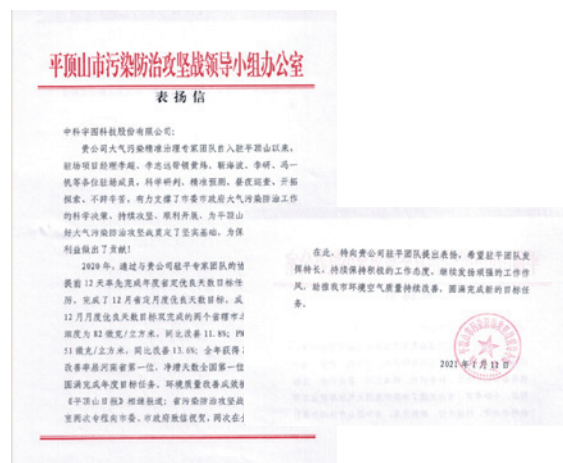 平顶山市污染防治攻坚战领导小组办公室
表扬信
中科宇图科技股份有限公司:
贵公司大气污染精准治理专家团队自入驻平顶山以来,
驻场项目经理李超、李志远带领黄炜、靳海波、李研、冯一
帆等各位驻场成员,科学研判、精准预测、昼夜巡查、开拓
探索、不辞辛苦,有力支撑了市委市政府大气污染防治工作
的科学决策、持续攻坚、顺利开展,为平顶山
好大气污染防治攻坚战奠定了坚实基础,为保
利益做出了贡献!
2020年,通过与贵公司驻平专家团队的协
提前12天率先完成年度省定优良天数目标任
历,完成了12月省定月度优良天数目标,成
12月月度优良天数目标双完成的两个省辖市之
浓度为82微克/立方米,同比改善11.8%;PM
51微克/立方米,同比改善13.6%;全年获得
改善率居河南省第一位,净增天数全国第一位
圆满完成年度目标任务。环境质量改善成效被
《平顶山日报》相继报道;省污染防治攻坚战
室两次专程向市委、市政府致信祝贺,两次在全
在此,特向贵公司驻平团队提出表扬,希望驻平团队发
挥特长,持续保持积极的工作态度,继续发扬顽强的工作作
风,助推我市环境空气质量持续改善,圆满完成新的目标任
务。
2021年1月11日